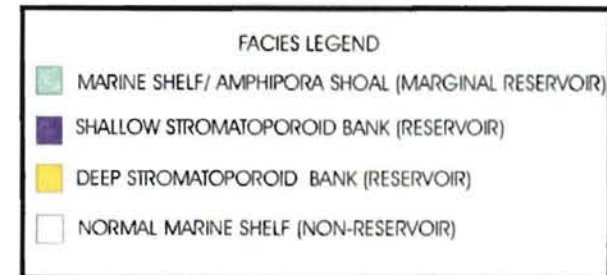 FACIES LEGEND
MARINE SHELF/ AMPHIPORA SHOAL (MARGINAL RESERVOIR)
SHALLOW STROMATOPOROID BANK (RESERVOIR)
DEEP STROMATOPOROID BANK (RESERVOIR)
NORMAL MARINE SHELF (NON-RESERVOIR)